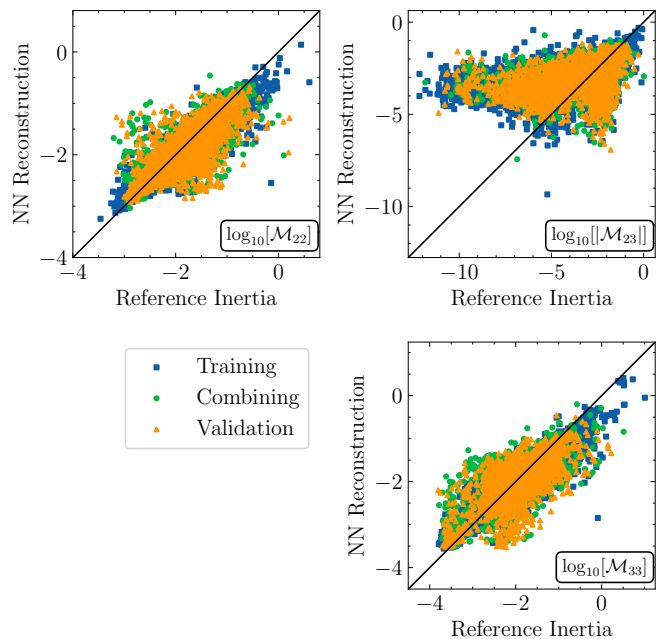 0
−2
−4
NN Reconstruction
log₁₀[ℳ₂₂]
−4 −2 0
Reference Inertia
0
−5
−10
NN Reconstruction
log₁₀[|ℳ₂₃|]
−10 −5 0
Reference Inertia
Training
Combining
Validation
0
−2
−4
NN Reconstruction
log₁₀[ℳ₃₃]
−4 −2 0
Reference Inertia